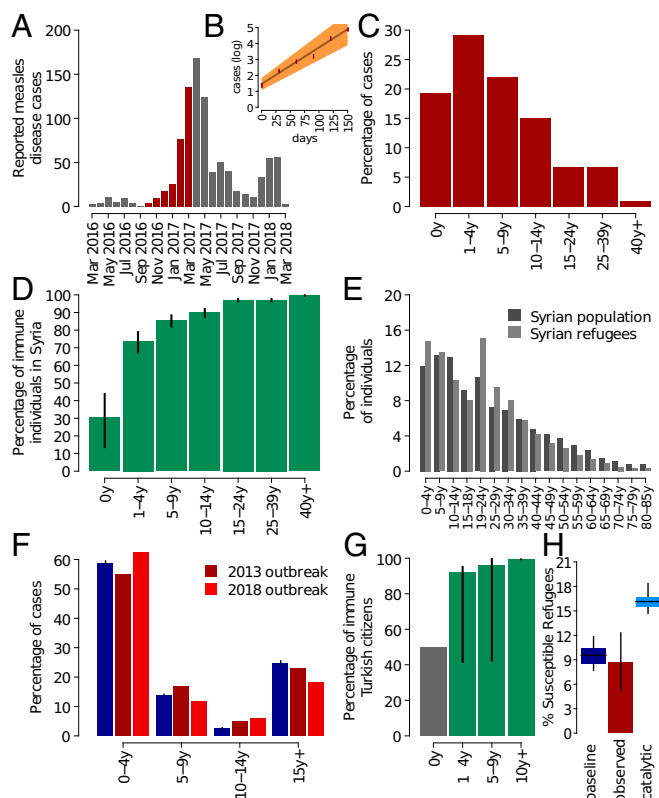 A
Reported measles
disease cases
200
150
100
50
0
Mar 2016
May 2016
Jul 2016
Sep 2016
Nov 2016
Jan 2017
Mar 2017
May 2017
Jul 2017
Sep 2017
Nov 2017
Jan 2018
Mar 2018
B
cases (log)
5
4
3
2
1
0
0
25
50
75
100
125
150
days
C
Percentage of cases
30
25
20
15
10
5
0
0y
1−4y
5−9y
10−14y
15−24y
25−39y
40y+
D
Percentage of immune
individuals in Syria
100
90
80
70
60
50
40
30
20
10
0
0y
1−4y
5−9y
10−14y
15−24y
25−39y
40y+
E
Percentage
of individuals
20
16
12
8
4
0
Syrian population
Syrian refugees
0−4y
5−9y
10−14y
15−18y
19−24y
25−29y
30−34y
35−39y
40−44y
45−49y
50−54y
55−59y
60−64y
65−69y
70−74y
75−79y
80−85y
F
Percentage of cases
60
50
40
30
20
10
0
2013 outbreak
2018 outbreak
0−4y
5−9y
10−14y
15y+
G
Percentage of immune
Turkish citizens
100
80
60
40
20
0
0y
1 4y
5−9y
10y+
H
% Susceptible Refugees
21
18
15
12
9
6
3
0
baseline
observed
catalytic